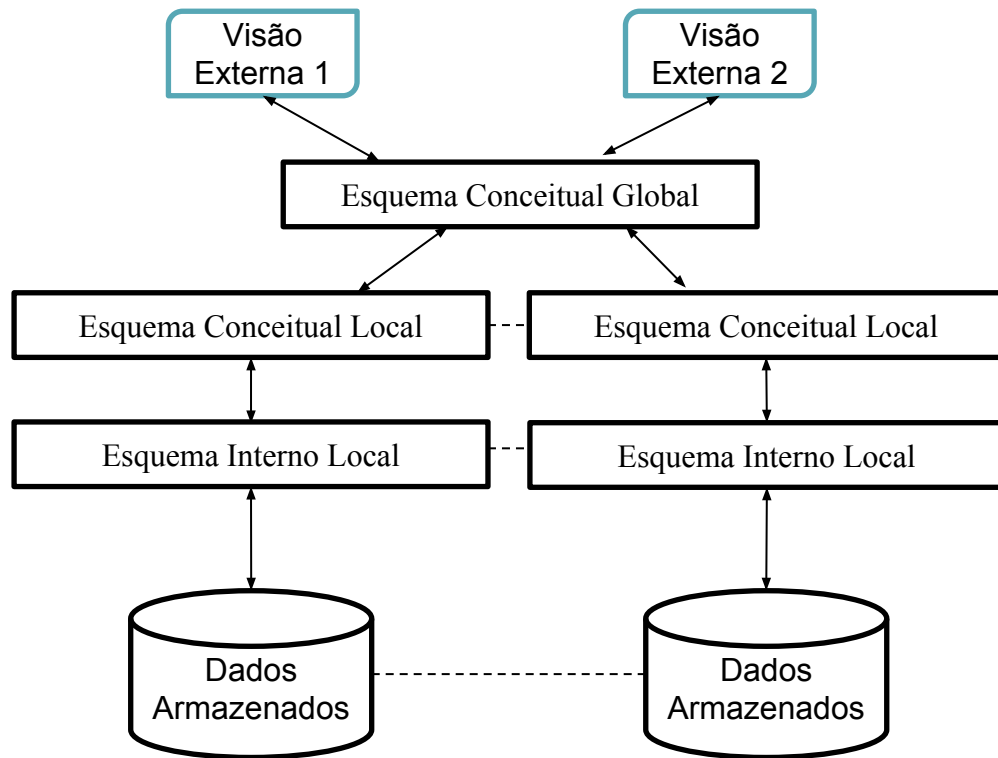 Visão
Externa 1
Visão
Externa 2
Esquema Conceitual Global
Esquema Conceitual Local
Esquema Conceitual Local
Esquema Interno Local
Esquema Interno Local
Dados
Armazenados
Dados
Armazenados